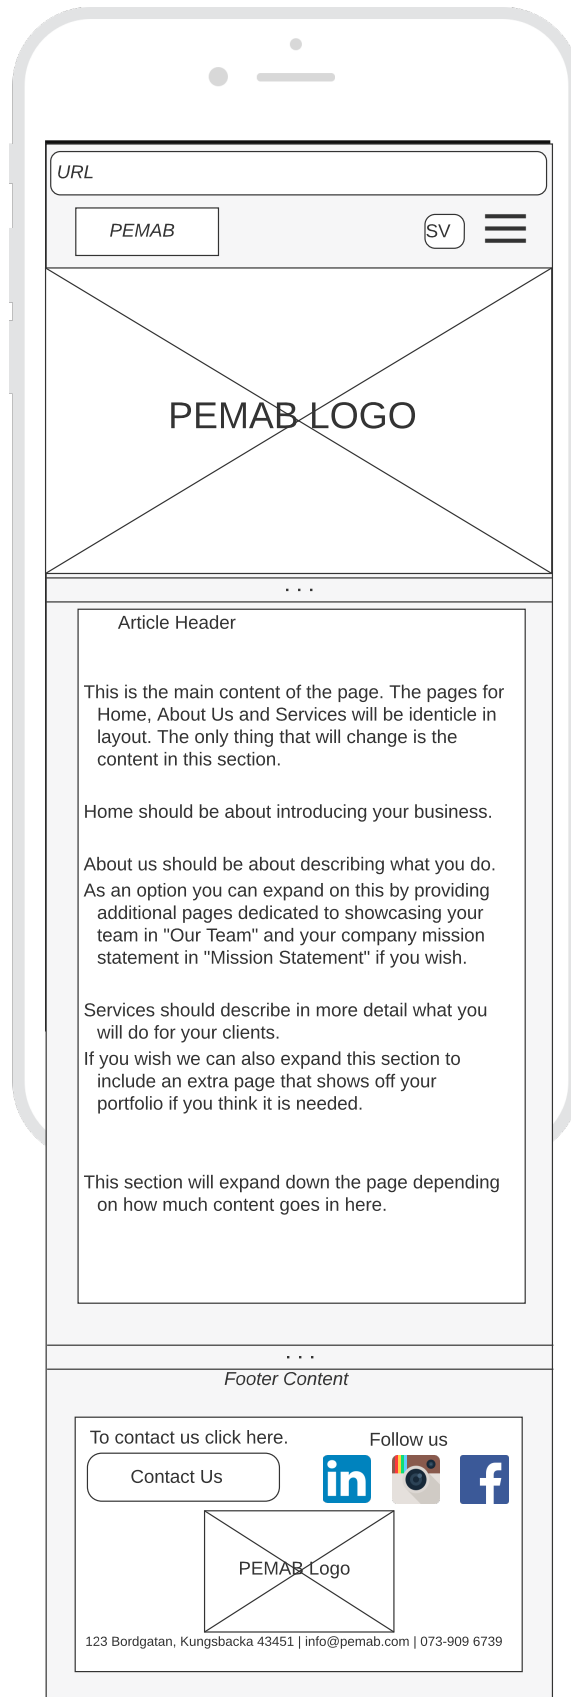 URL
PEMAB
SV
PEMAB LOGO
. . .
Article Header
This is the main content of the page. The pages for
Home, About Us and Services will be identicle in
layout. The only thing that will change is the
content in this section.
Home should be about introducing your business.
About us should be about describing what you do.
As an option you can expand on this by providing
additional pages dedicated to showcasing your
team in "Our Team" and your company mission
statement in "Mission Statement" if you wish.
Services should describe in more detail what you
will do for your clients.
If you wish we can also expand this section to
include an extra page that shows off your
portfolio if you think it is needed.
This section will expand down the page depending
on how much content goes in here.
. . .
Footer Content
To contact us click here.
Follow us
Contact Us
in
f
PEMAB Logo
123 Bordgatan, Kungsbacka 43451 | info@pemab.com | 073-909 6739